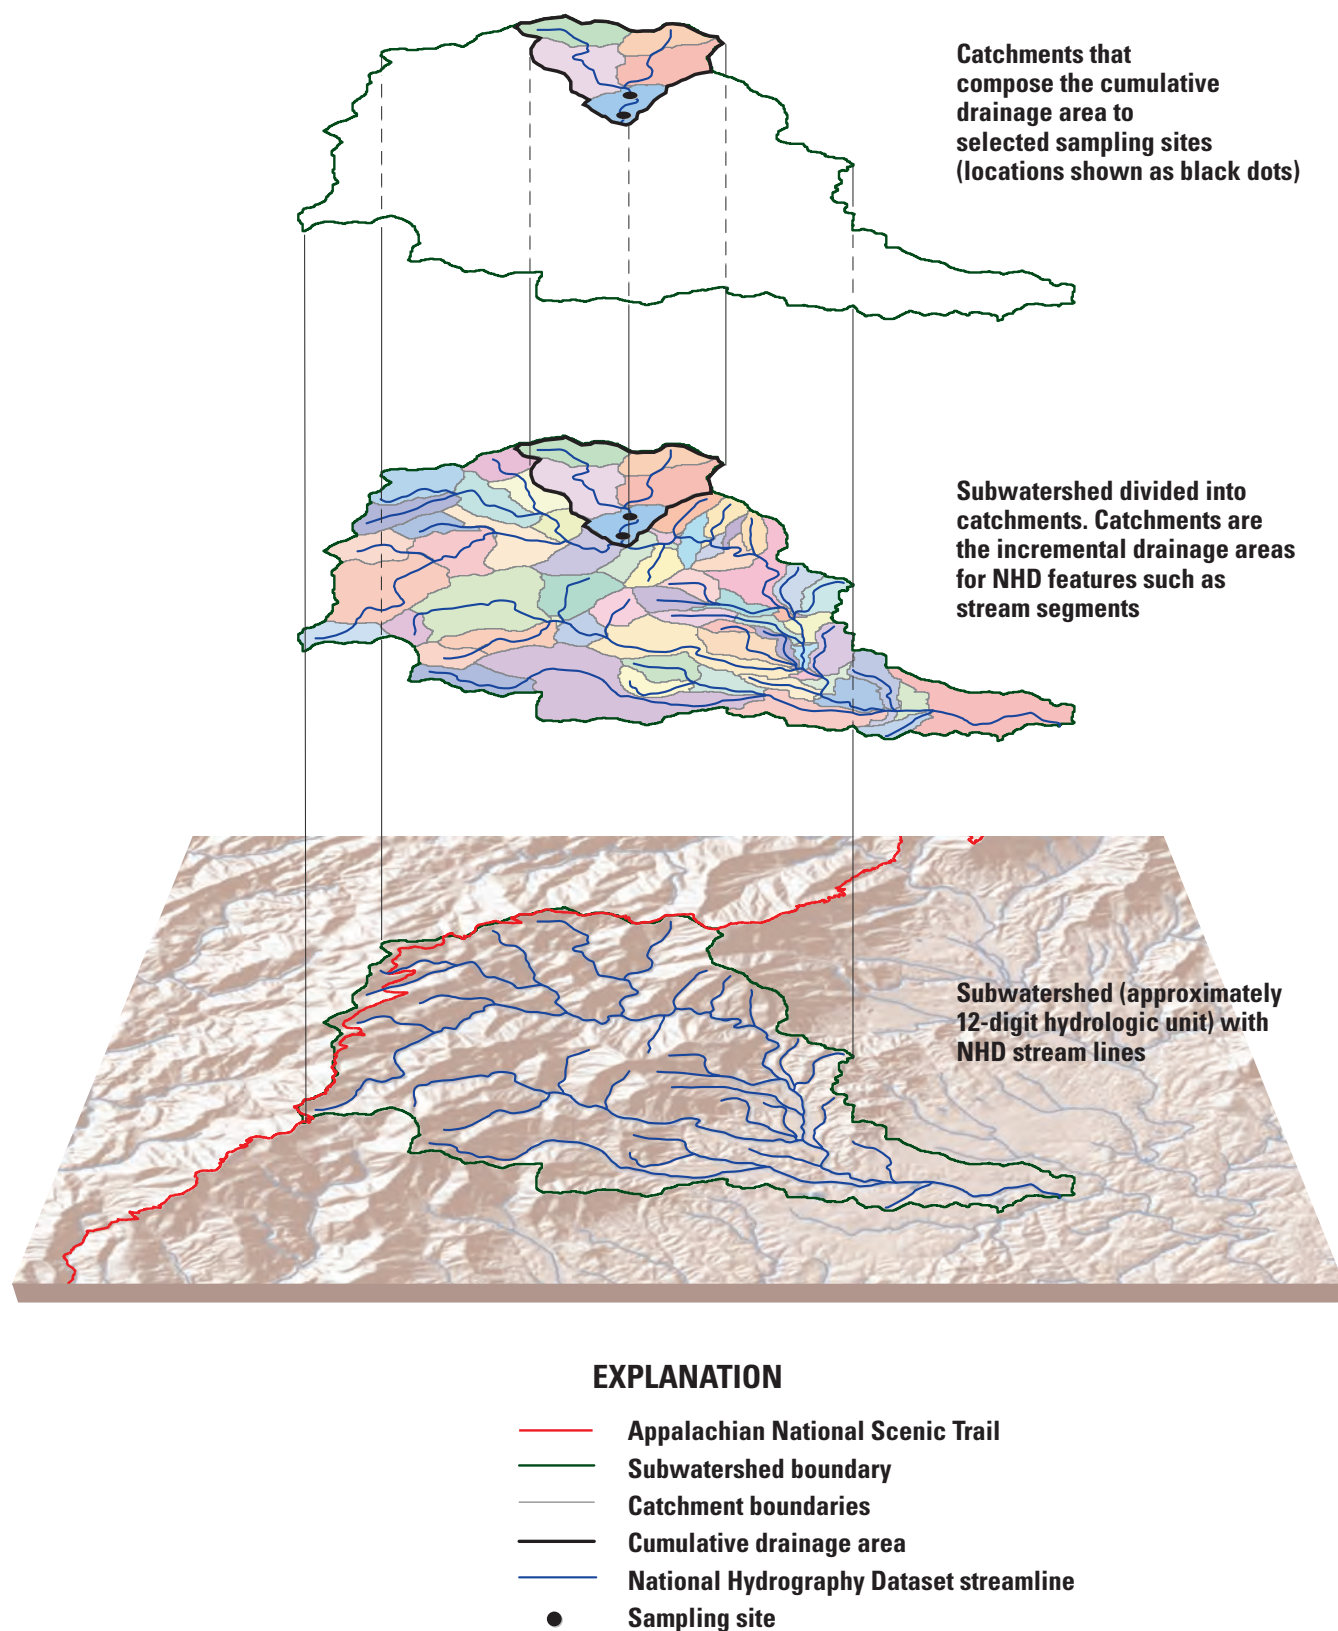 Catchments that
compose the cumulative
drainage area to
selected sampling sites
(locations shown as black dots)
Subwatershed divided into
catchments. Catchments are
the incremental drainage areas
for NHD features such as
stream segments
Subwatershed (approximately
12-digit hydrologic unit) with
NHD stream lines
EXPLANATION
Appalachian National Scenic Trail
Subwatershed boundary
Catchment boundaries
Cumulative drainage area
National Hydrography Dataset streamline
Sampling site